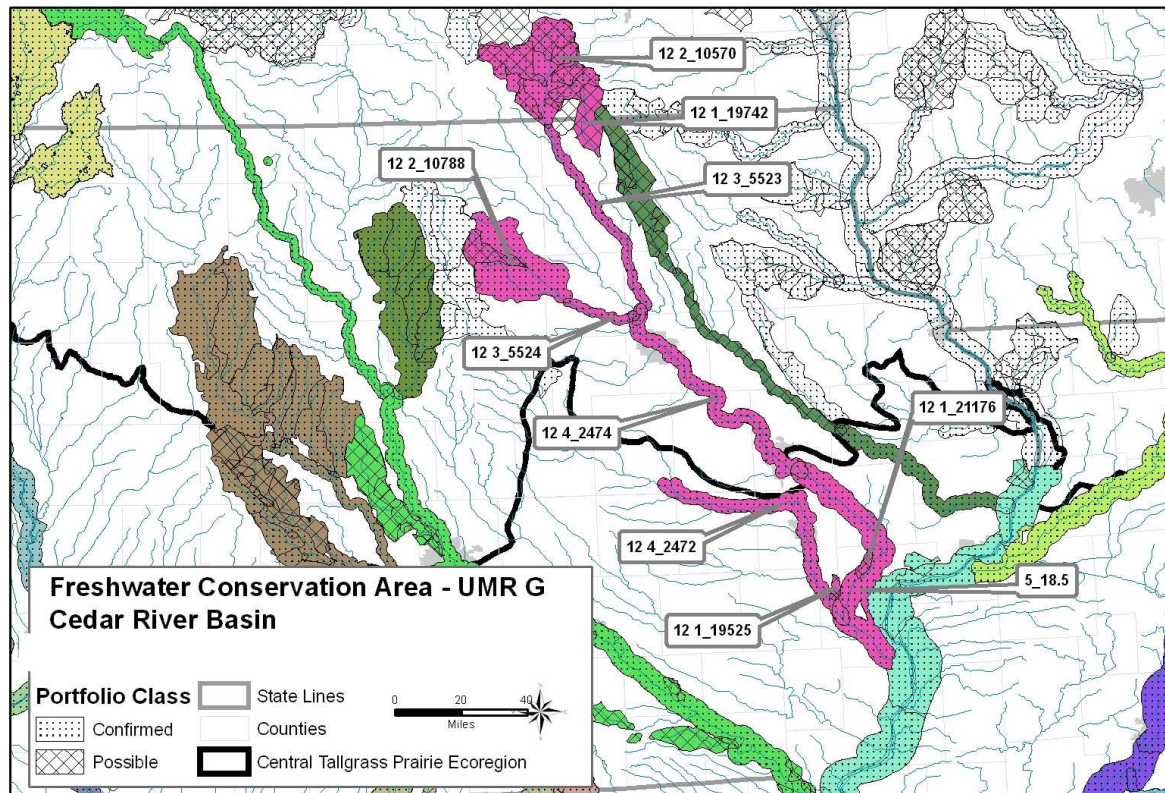 12 2_10570
12 1_19742
12 2_10788
12 3_5523
12 3_5524
12 1_21176
12 4_2474
12 4_2472
5_18.5
12 1_19525
Freshwater Conservation Area - UMR G
Cedar River Basin
Portfolio Class
Confirmed
Possible
State Lines
Counties
Central Tallgrass Prairie Ecoregion
0 20 40
Miles